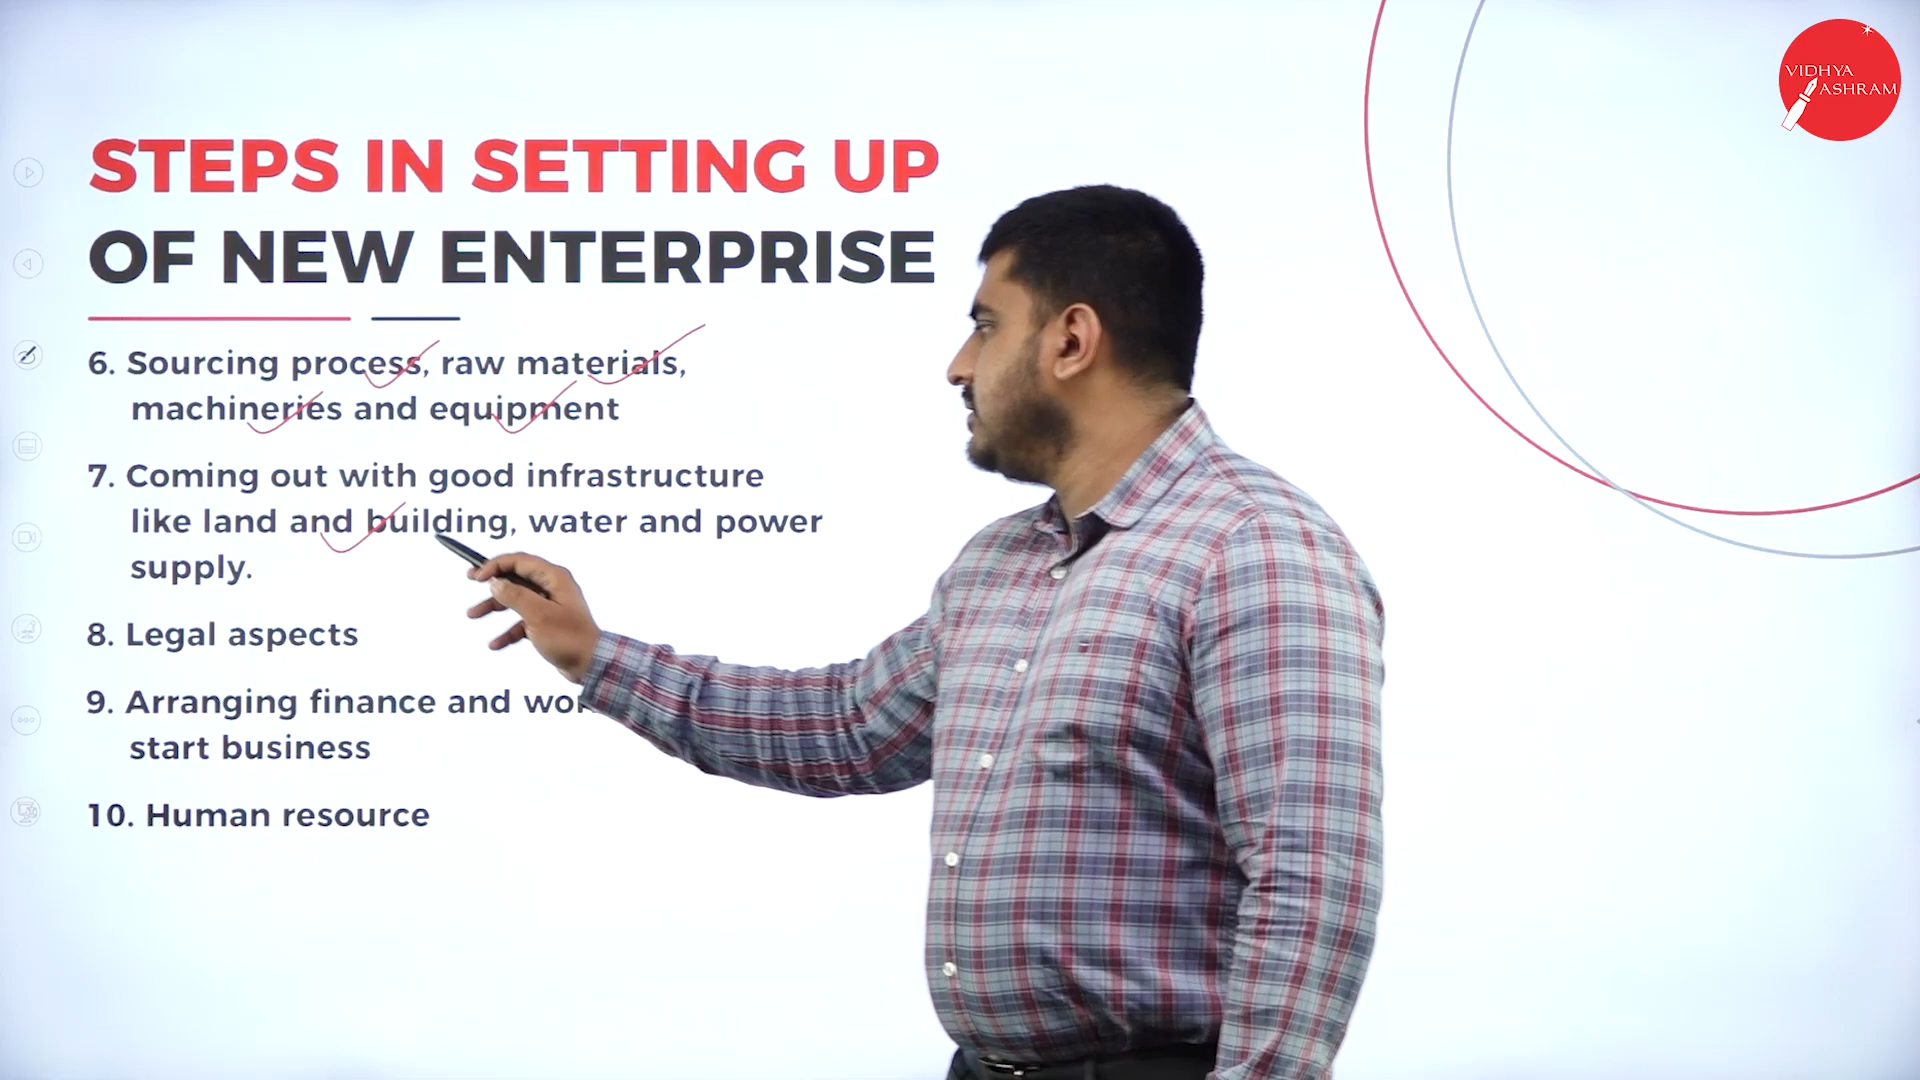 VIDHYA
ASHRAM
STEPS IN SETTING UP
OF NEW ENTERPRISE
6. Sourcing process, raw materials,
machineries and equipment
7. Coming out with good infrastructure
like land and building, water and power
supply.
8. Legal aspects
9. Arranging finance and
start business
10. Human resource